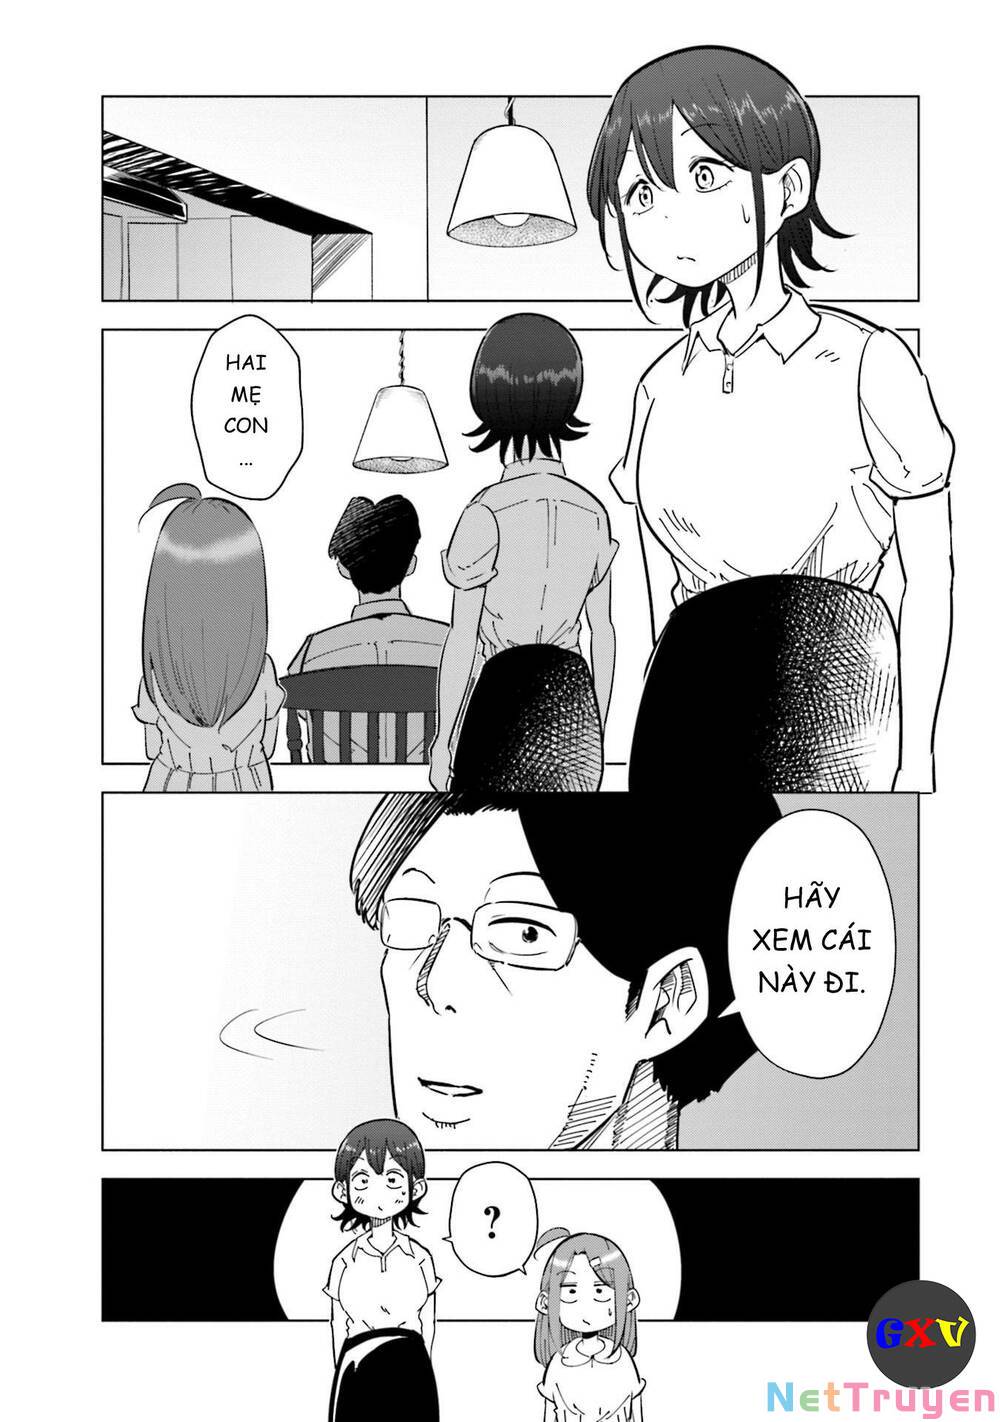 HAI
MẸ
CON
...
HÃY
XEM CÁI
NÀY ĐI.
?
GXV
NetTruyen